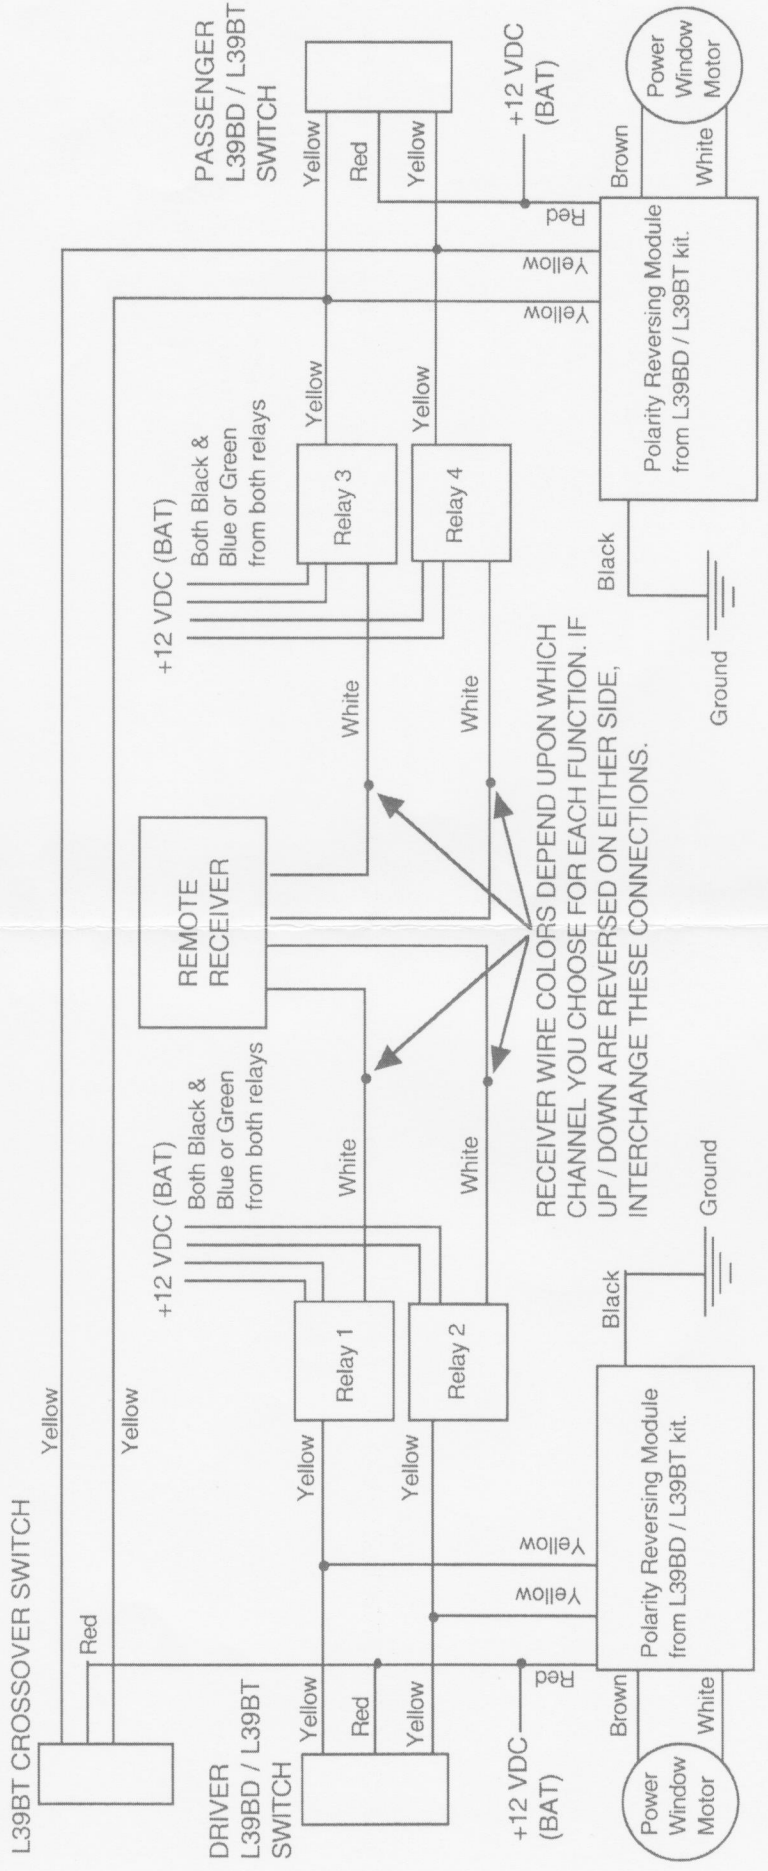 L39BT CROSSOVER SWITCH
Yellow
Yellow
Red
DRIVER
L39BD / L39BT
SWITCH
Yellow
Red
Yellow
Yellow
Yellow
Yellow
Yellow
Red
+12 VDC
(BAT)
Relay 1
Relay 2
+12 VDC (BAT)
Both Black &
Blue or Green
from both relays
White
White
REMOTE
RECEIVER
White
White
+12 VDC (BAT)
Both Black &
Blue or Green
from both relays
Relay 3
Relay 4
Yellow
Yellow
PASSENGER
L39BD / L39BT
SWITCH
Yellow
Red
Yellow
+12 VDC
(BAT)
Red
Yellow
Yellow
RECEIVER WIRE COLORS DEPEND UPON WHICH
CHANNEL YOU CHOOSE FOR EACH FUNCTION. IF
UP / DOWN ARE REVERSED ON EITHER SIDE,
INTERCHANGE THESE CONNECTIONS.
Power
Window
Motor
Brown
White
Polarity Reversing Module
from L39BD / L39BT kit.
Black
Ground
Black
Ground
Polarity Reversing Module
from L39BD / L39BT kit.
Brown
White
Power
Window
Motor